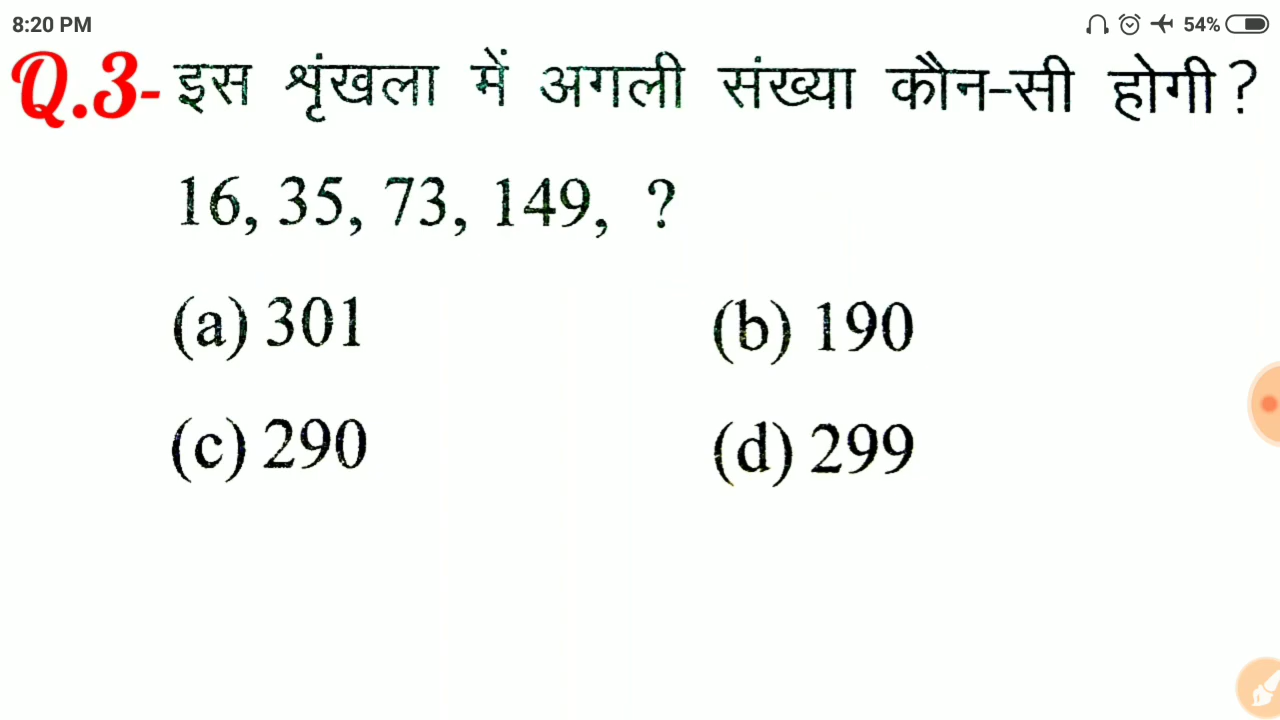 8:20 PM 54%
Q.3- इस श्रृंखला में अगली संख्या कौन-सी होगी ?
16, 35, 73, 149, ?
(a) 301 (b) 190
(c) 290 (d) 299